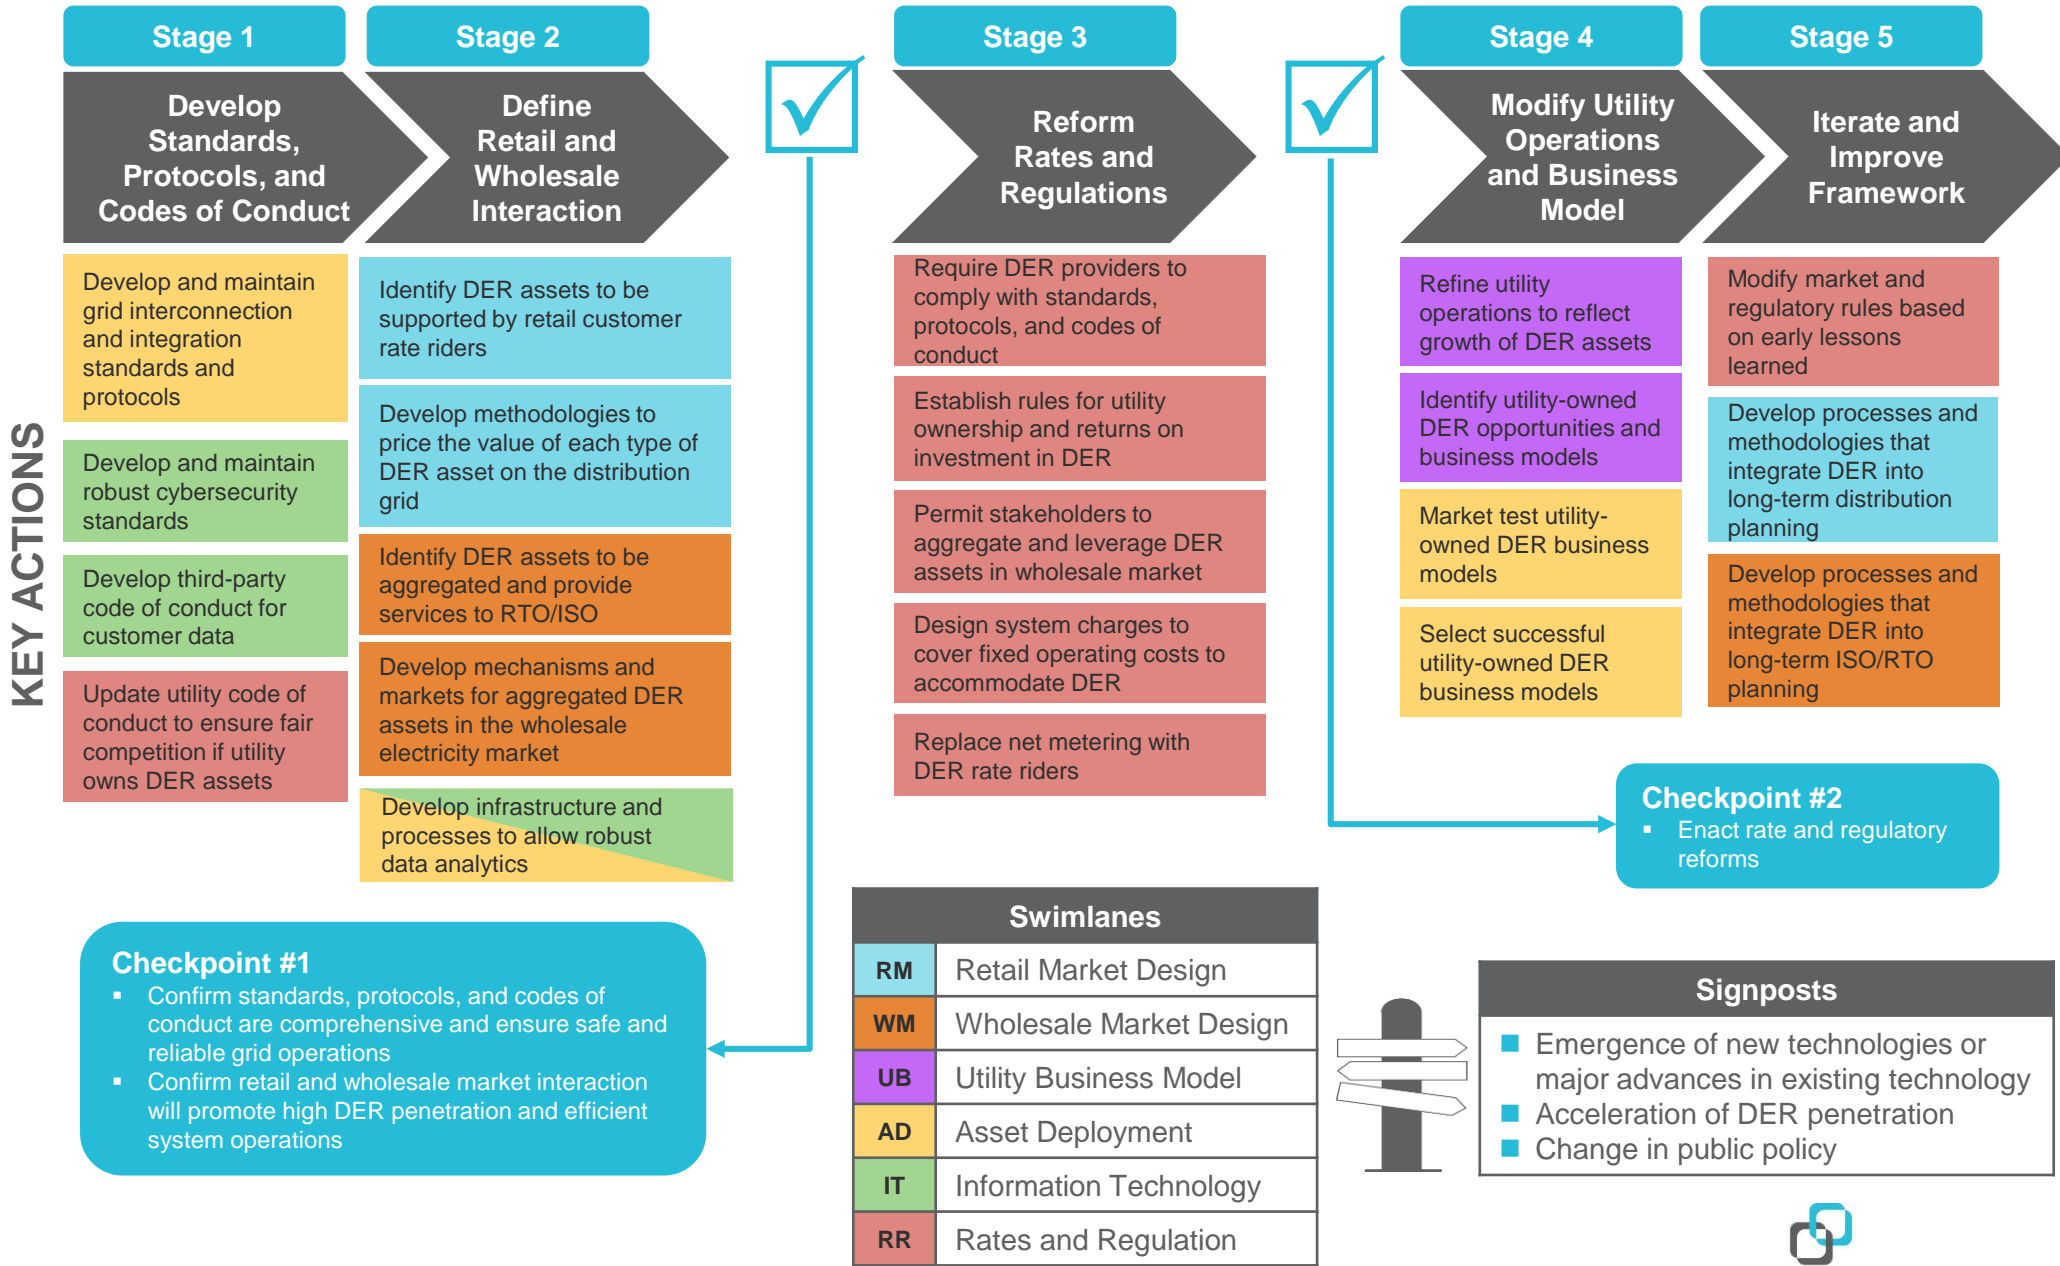 Stage 1
Stage 2
Stage 3
Stage 4
Stage 5
Develop
Standards,
Protocols, and
Codes of Conduct
Define
Retail and
Wholesale
Interaction
Reform
Rates and
Regulations
Modify Utility
Operations
and Business
Model
Iterate and
Improve
Framework
KEY ACTIONS
Develop and maintain
grid interconnection
and integration
standards and
protocols
Develop and maintain
robust cybersecurity
standards
Develop third-party
code of conduct for
customer data
Update utility code of
conduct to ensure fair
competition if utility
owns DER assets
Identify DER assets to be
supported by retail customer
rate riders
Develop methodologies to
price the value of each type of
DER asset on the distribution
grid
Identify DER assets to be
aggregated and provide
services to RTO/ISO
Develop mechanisms and
markets for aggregated DER
assets in the wholesale
electricity market
Develop infrastructure and
processes to allow robust
data analytics
Require DER providers to
comply with standards,
protocols, and codes of
conduct
Establish rules for utility
ownership and returns on
investment in DER
Permit stakeholders to
aggregate and leverage DER
assets in wholesale market
Design system charges to
cover fixed operating costs to
accommodate DER
Replace net metering with
DER rate riders
Refine utility
operations to reflect
growth of DER assets
Identify utility-owned
DER opportunities and
business models
Market test utility-
owned DER business
models
Select successful
utility-owned DER
business models
Modify market and
regulatory rules based
on early lessons
learned
Develop processes and
methodologies that
integrate DER into
long-term distribution
planning
Develop processes and
methodologies that
integrate DER into
long-term ISO/RTO
planning
Checkpoint #2
▪ Enact rate and regulatory
reforms
Checkpoint #1
▪ Confirm standards, protocols, and codes of
conduct are comprehensive and ensure safe and
reliable grid operations
▪ Confirm retail and wholesale market interaction
will promote high DER penetration and efficient
system operations
Swimlanes
RM Retail Market Design
WM Wholesale Market Design
UB Utility Business Model
AD Asset Deployment
IT Information Technology
RR Rates and Regulation
Signposts
■ Emergence of new technologies or
major advances in existing technology
■ Acceleration of DER penetration
■ Change in public policy